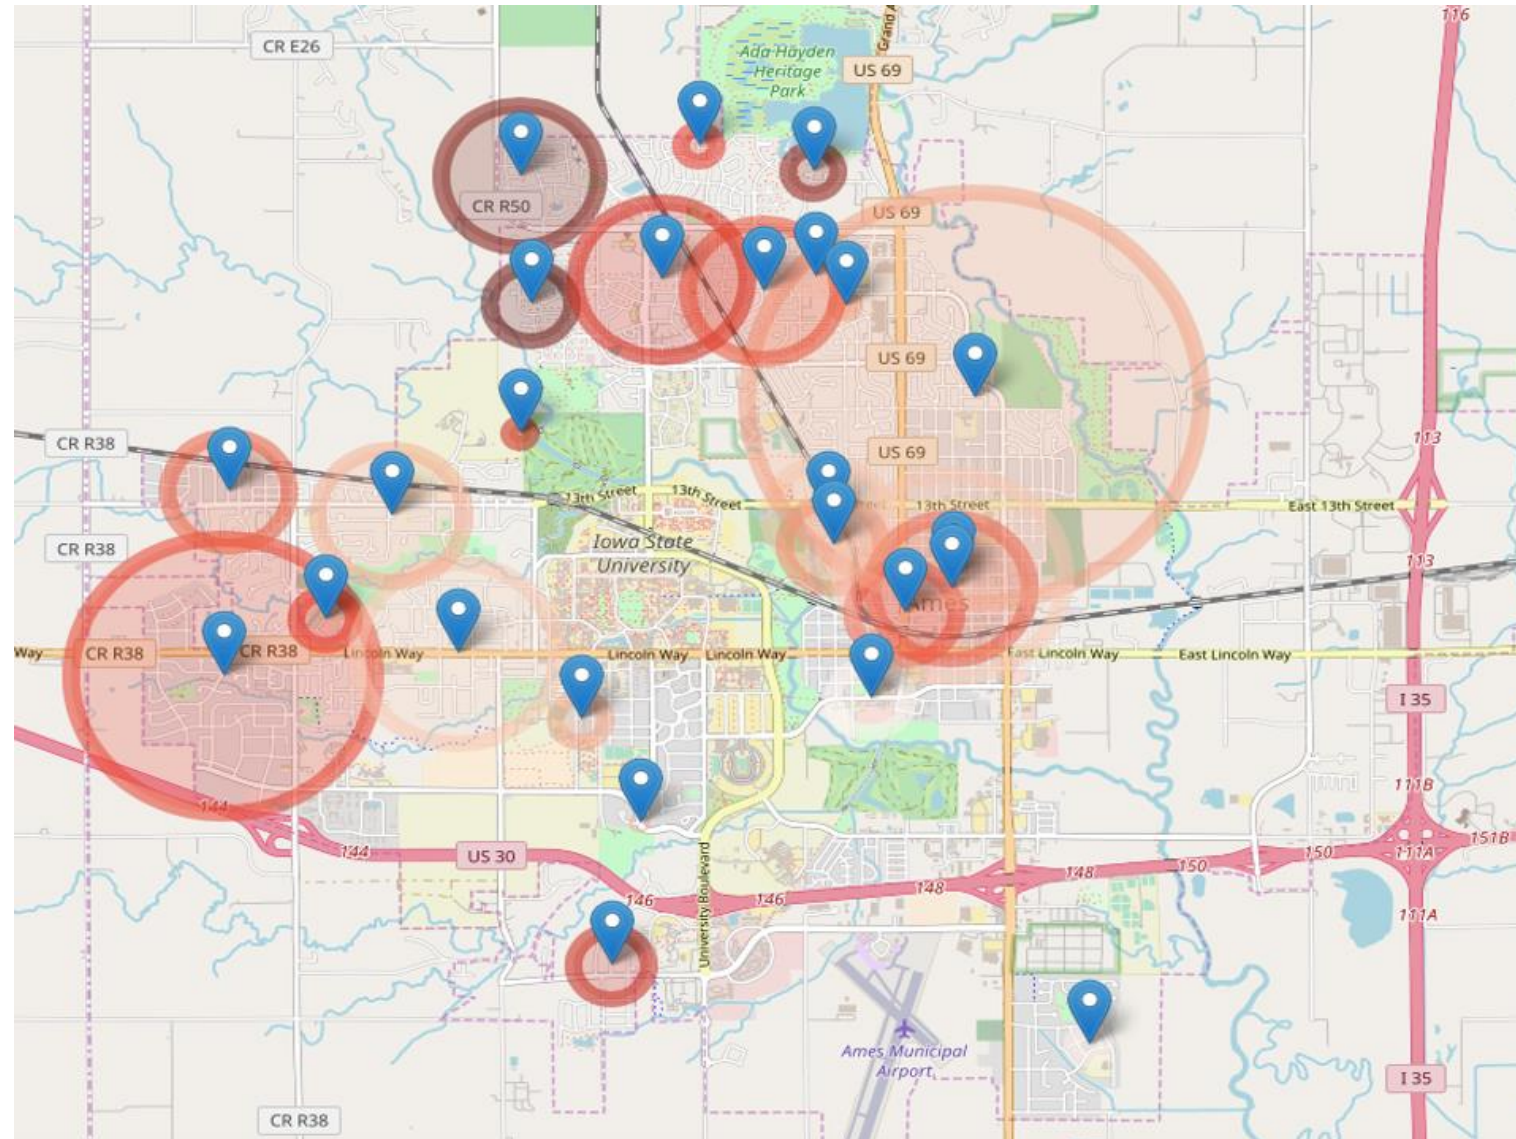 116
CR E26
Grand A
Ada Hayden
Heritage
Park
US 69
CR R50
US 69
US 69
113
CR R38
US 69
13th Street
13th Street
13th Street
East 13th Street
Iowa State
University
CR R38
113
Ames
Way
CR R38
CR R38
Lincoln Way
Lincoln Way
Lincoln Way
East Lincoln Way
East Lincoln Way
I 35
111B
144
144
US 30
150
150
111A
151B
148
148
146
146
University Boulevard
111A
Ames Municipal
Airport
I 35
CR R38